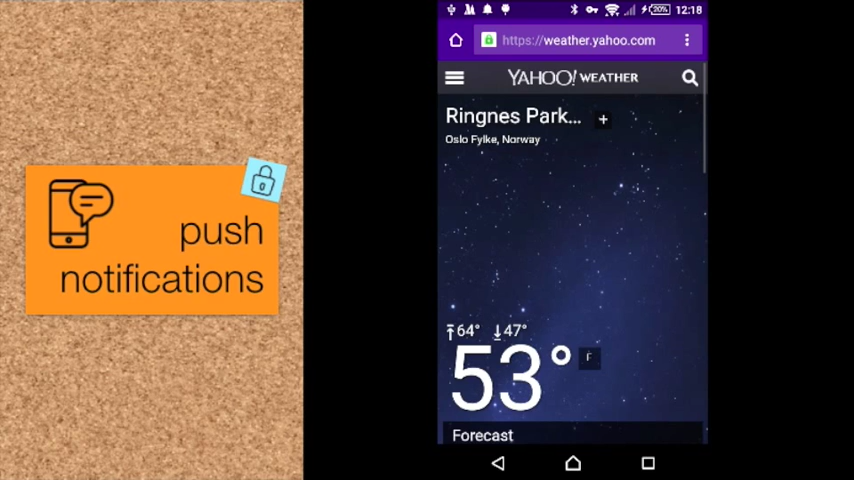 push
notifications
20% 12:18
https://weather.yahoo.com
YAHOO! WEATHER
Ringnes Park... +
Oslo Fylke, Norway
64° 47°
53° F
Forecast